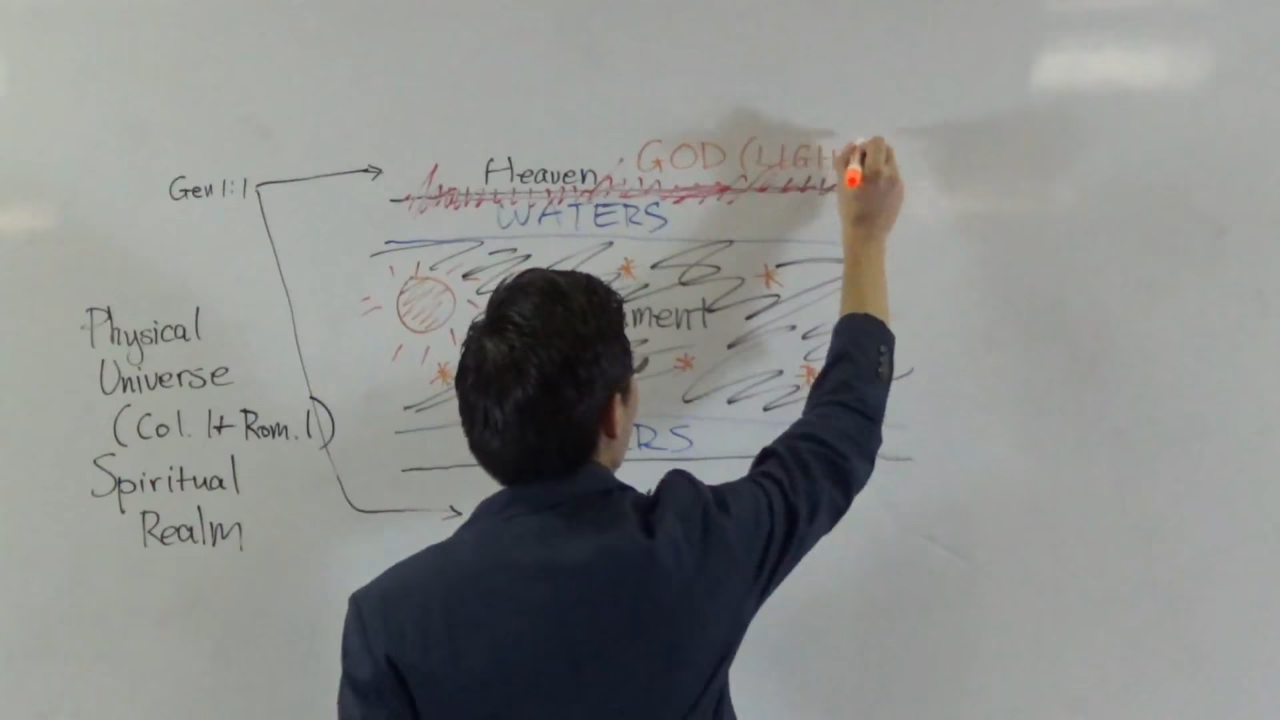 GOD (LIGH
Heaven
Gen 1:1
WATERS
ment
Physical
Universe
(Col. 1 + Rom. 1)
RS
Spiritual
Realm